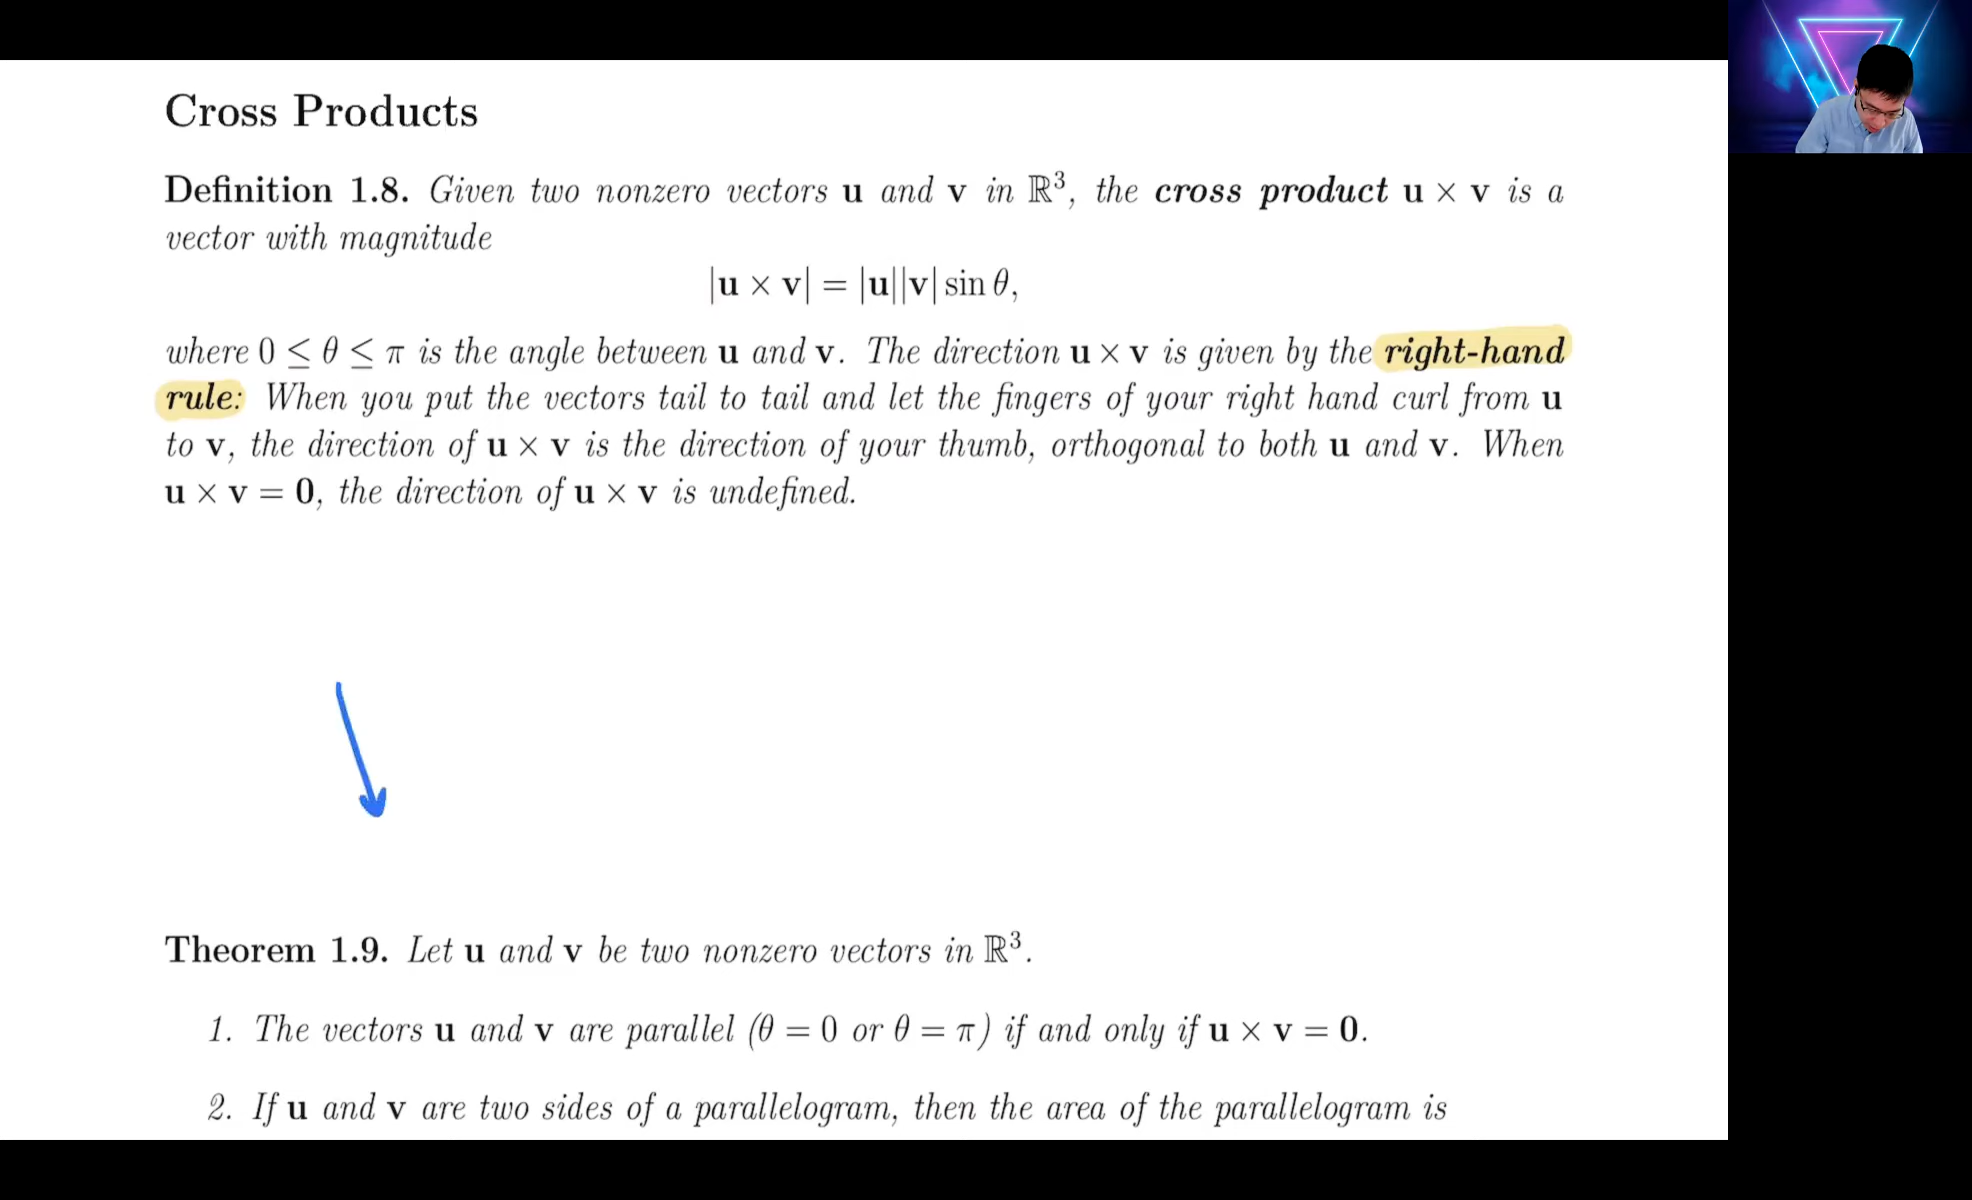 Cross Products
Definition 1.8. Given two nonzero vectors u and v in ℝ³, the cross product u × v is a
vector with magnitude
|u × v| = |u||v| sin θ,
where 0 ≤ θ ≤ π is the angle between u and v. The direction u × v is given by the right-hand
rule: When you put the vectors tail to tail and let the fingers of your right hand curl from u
to v, the direction of u × v is the direction of your thumb, orthogonal to both u and v. When
u × v = 0, the direction of u × v is undefined.
Theorem 1.9. Let u and v be two nonzero vectors in ℝ³.
1. The vectors u and v are parallel (θ = 0 or θ = π) if and only if u × v = 0.
2. If u and v are two sides of a parallelogram, then the area of the parallelogram is